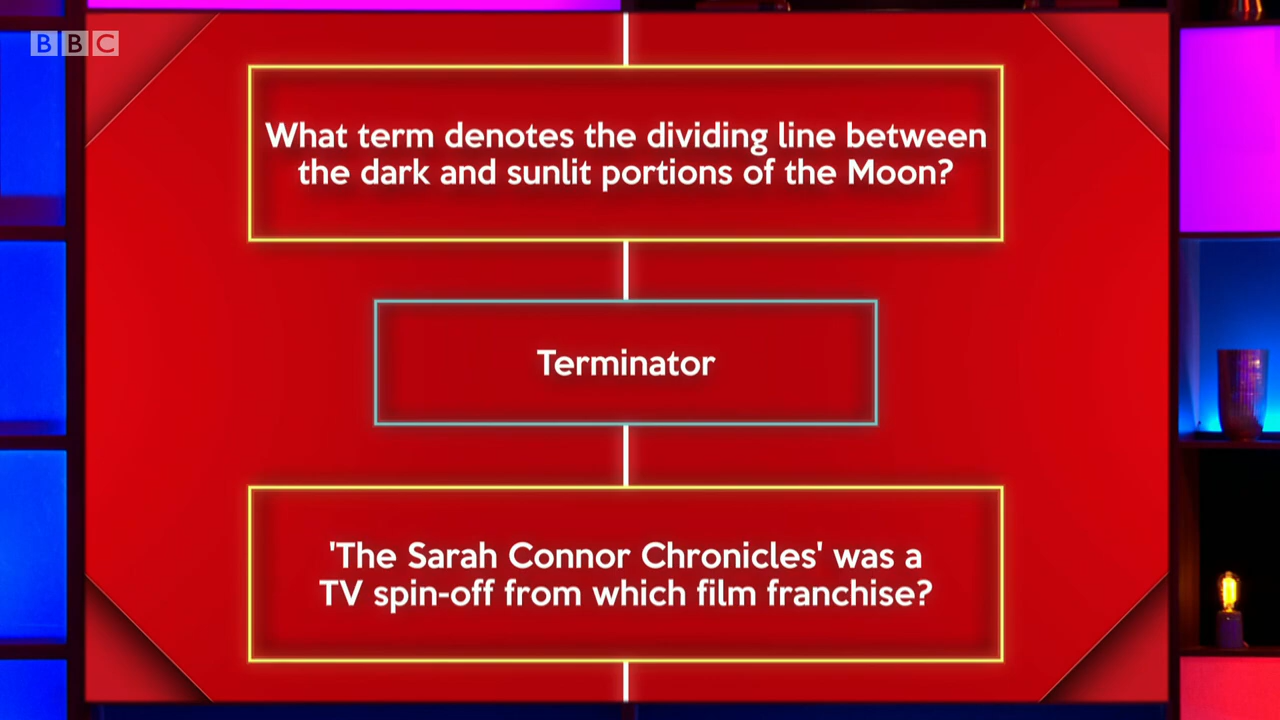 BBC
What term denotes the dividing line between
the dark and sunlit portions of the Moon?
Terminator
'The Sarah Connor Chronicles' was a
TV spin-off from which film franchise?